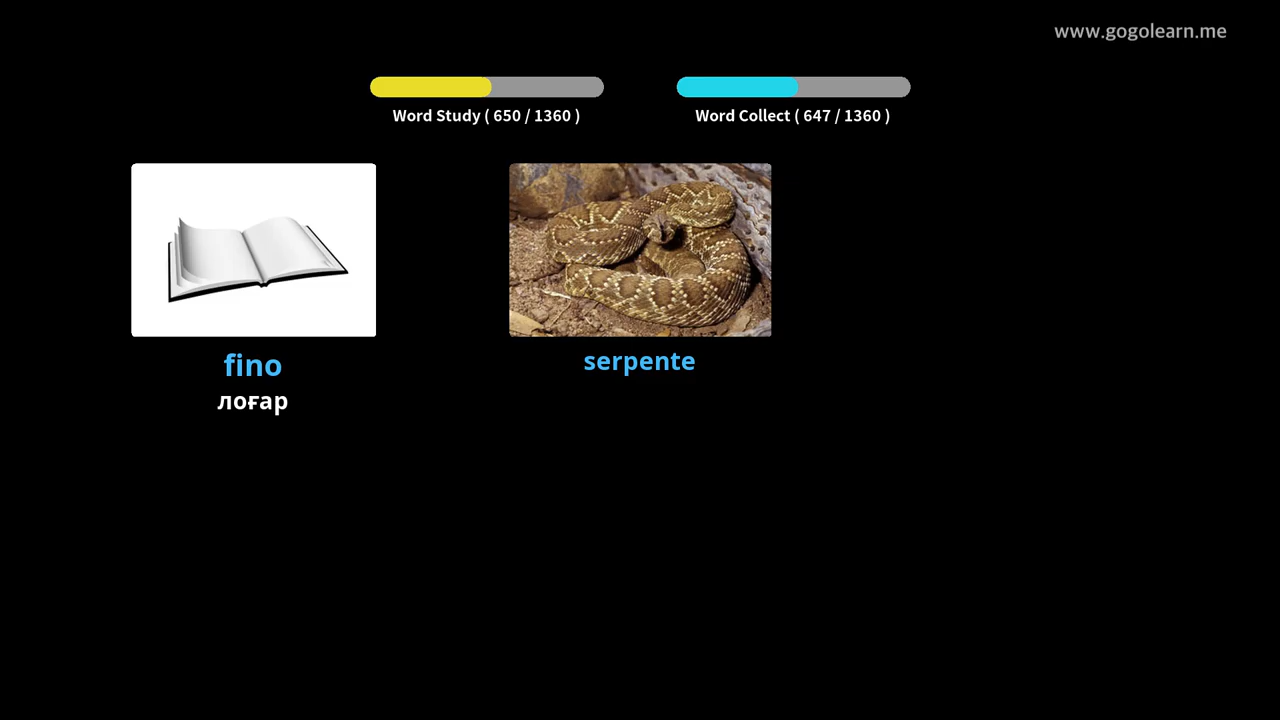 www.gogolearn.me
Word Study ( 650 / 1360 )
Word Collect ( 647 / 1360 )
fino
лоғар
serpente